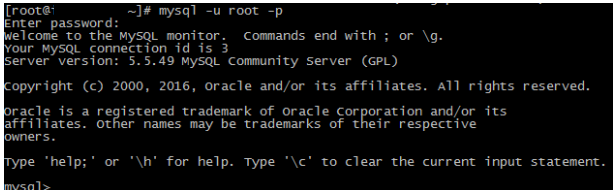 [root@: ~]# mysql -u root -p
Enter password:
Welcome to the MySQL monitor.  Commands end with ; or \g.
Your MySQL connection id is 3
Server version: 5.5.49 MySQL Community Server (GPL)
Copyright (c) 2000, 2016, Oracle and/or its affiliates. All rights reserved.
Oracle is a registered trademark of Oracle Corporation and/or its
affiliates. Other names may be trademarks of their respective
owners.
Type 'help;' or '\h' for help. Type '\c' to clear the current input statement.
mysql>